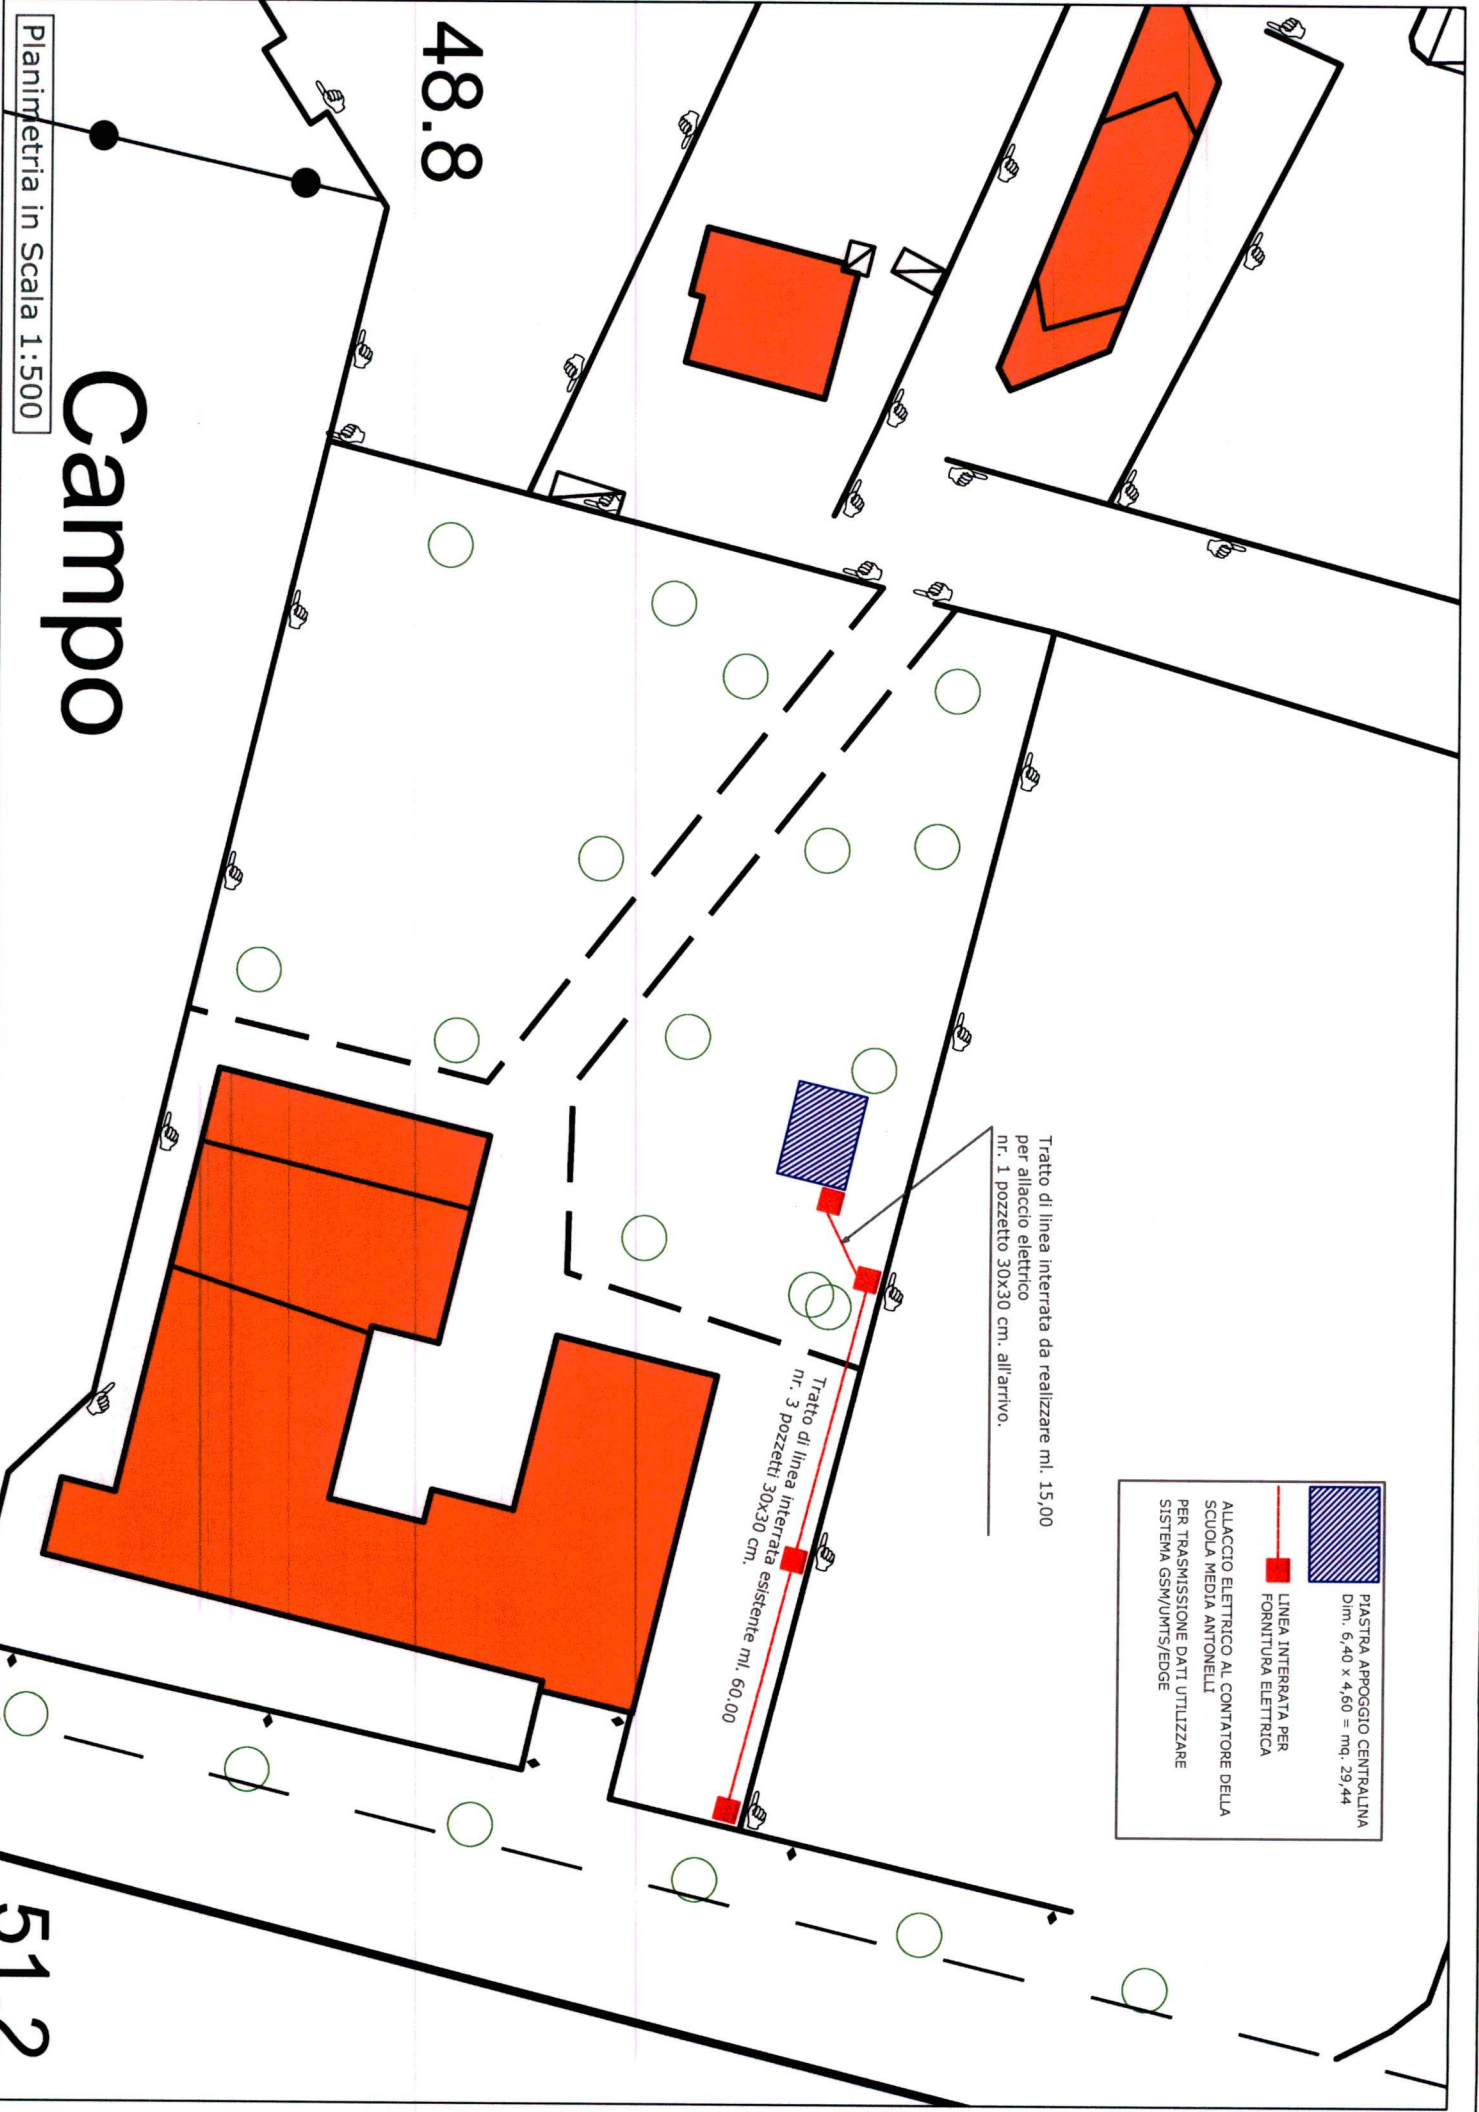 PIASTRA APPOGGIO CENTRALINA
Dim. 6,40 x 4,60 = mq. 29,44
LINEA INTERRATA PER
FORNITURA ELETTRICA
ALLACCIO ELETTRICO AL CONTATORE DELLA
SCUOLA MEDIA ANTONELLI
PER TRASMISSIONE DATI UTILIZZARE
SISTEMA GSM/UMTS/EDGE
Tratto di linea interrata da realizzare ml. 15,00
per allaccio elettrico
nr. 1 pozzetto 30x30 cm. all'arrivo.
Tratto di linea interrata esistente ml. 60.00
nr. 3 pozzetti 30x30 cm.
48.8
Campo
51.2
Planimetria in Scala 1:500